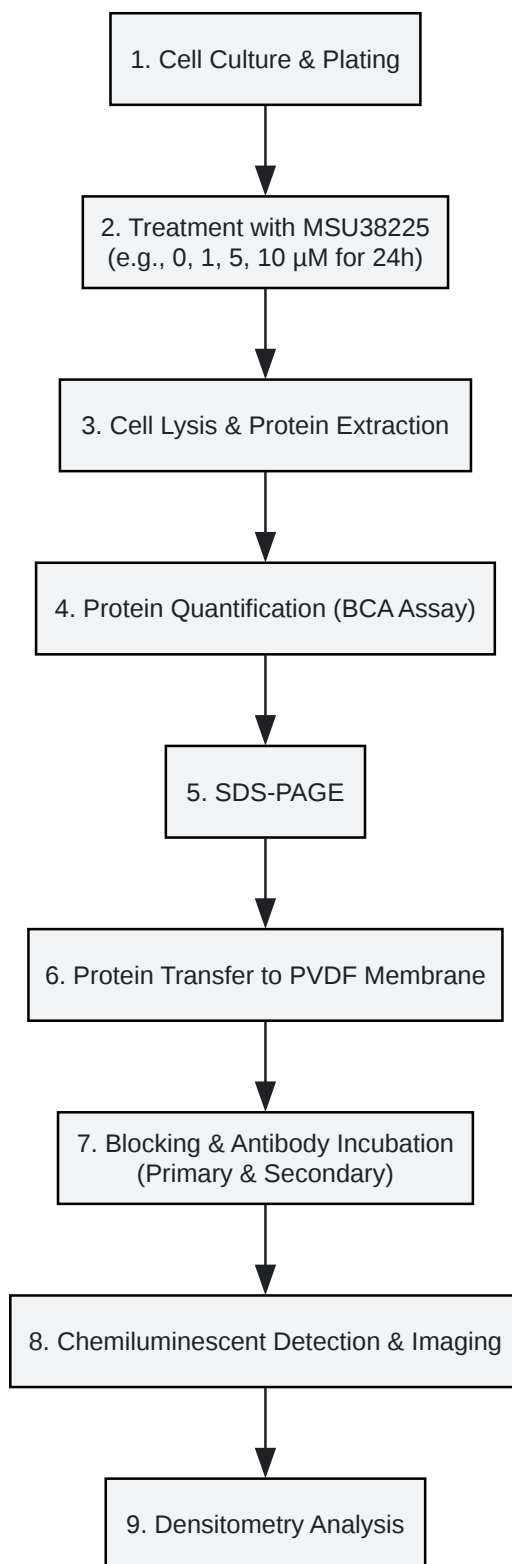 1. Cell Culture & Plating
2. Treatment with MSU38225
(e.g., 0, 1, 5, 10 µM for 24h)
3. Cell Lysis & Protein Extraction
4. Protein Quantification (BCA Assay)
5. SDS-PAGE
6. Protein Transfer to PVDF Membrane
7. Blocking & Antibody Incubation
(Primary & Secondary)
8. Chemiluminescent Detection & Imaging
9. Densitometry Analysis